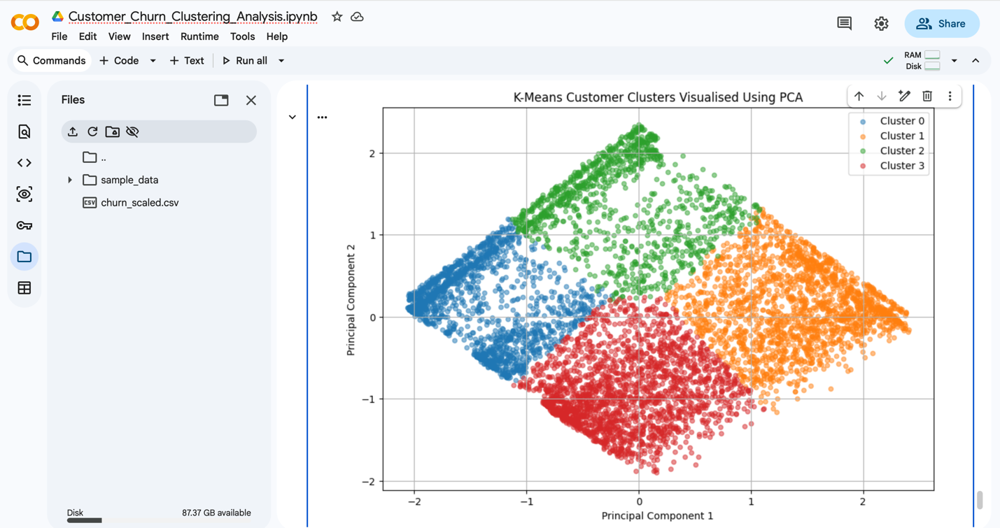 Customer_Churn_Clustering_Analysis.ipynb
File Edit View Insert Runtime Tools Help
Share
Commands + Code + Text Run all
RAM
Disk
Files
..
sample_data
CSV churn_scaled.csv
Disk 87.37 GB available
K-Means Customer Clusters Visualised Using PCA
Cluster 0
Cluster 1
Cluster 2
Cluster 3
Principal Component 2
2
1
0
−1
−2
−2 −1 0 1 2
Principal Component 1